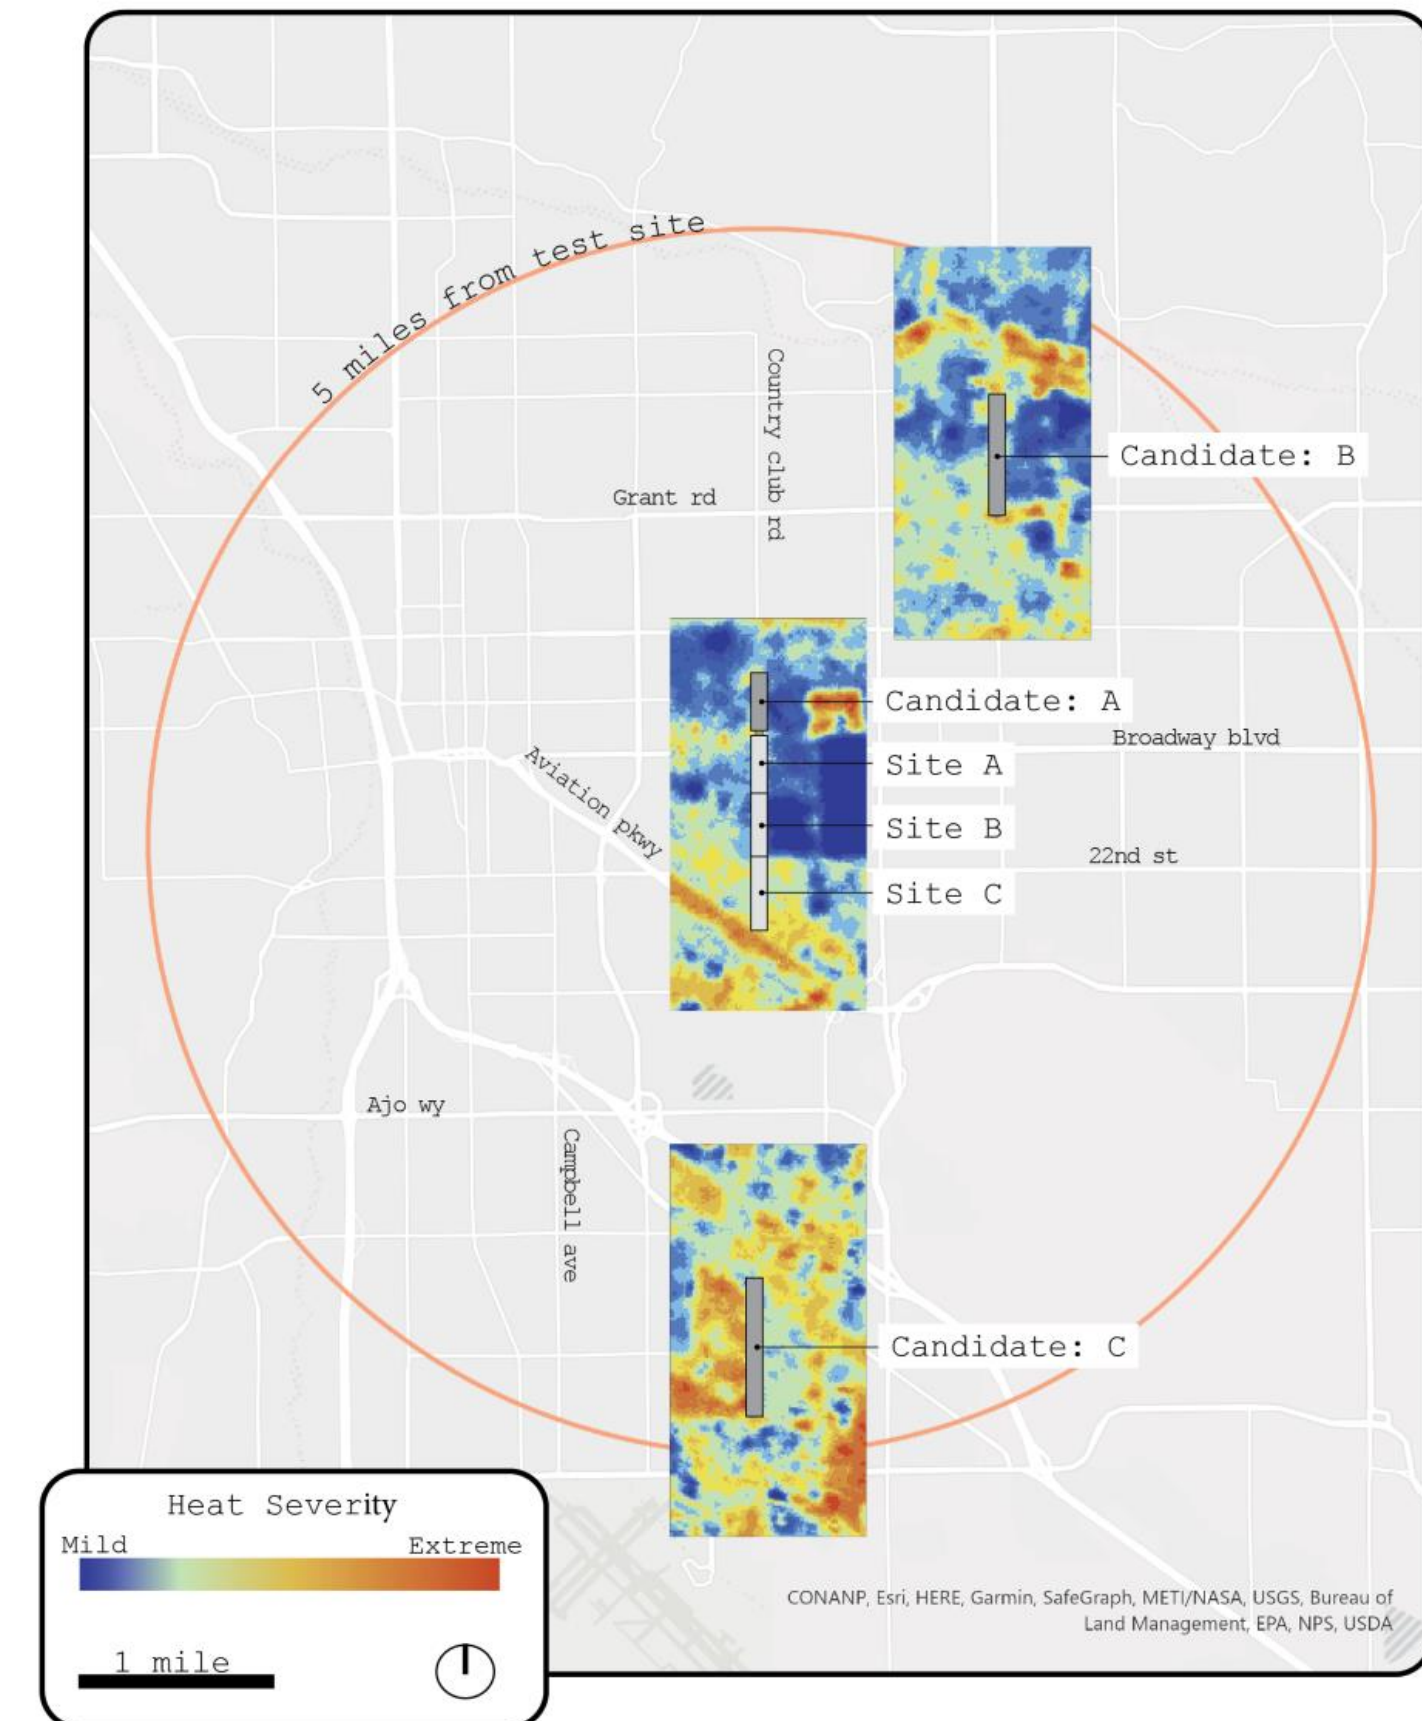 5 miles from test site
Country club rd
Candidate: B
Grant rd
Candidate: A
Broadway blvd
Aviation pkwy
Site A
Site B
22nd st
Site C
Ajo wy
Campbell ave
Candidate: C
Heat Severity
Mild
Extreme
1 mile
CONANP, Esri, HERE, Garmin, SafeGraph, METI/NASA, USGS, Bureau of
Land Management, EPA, NPS, USDA